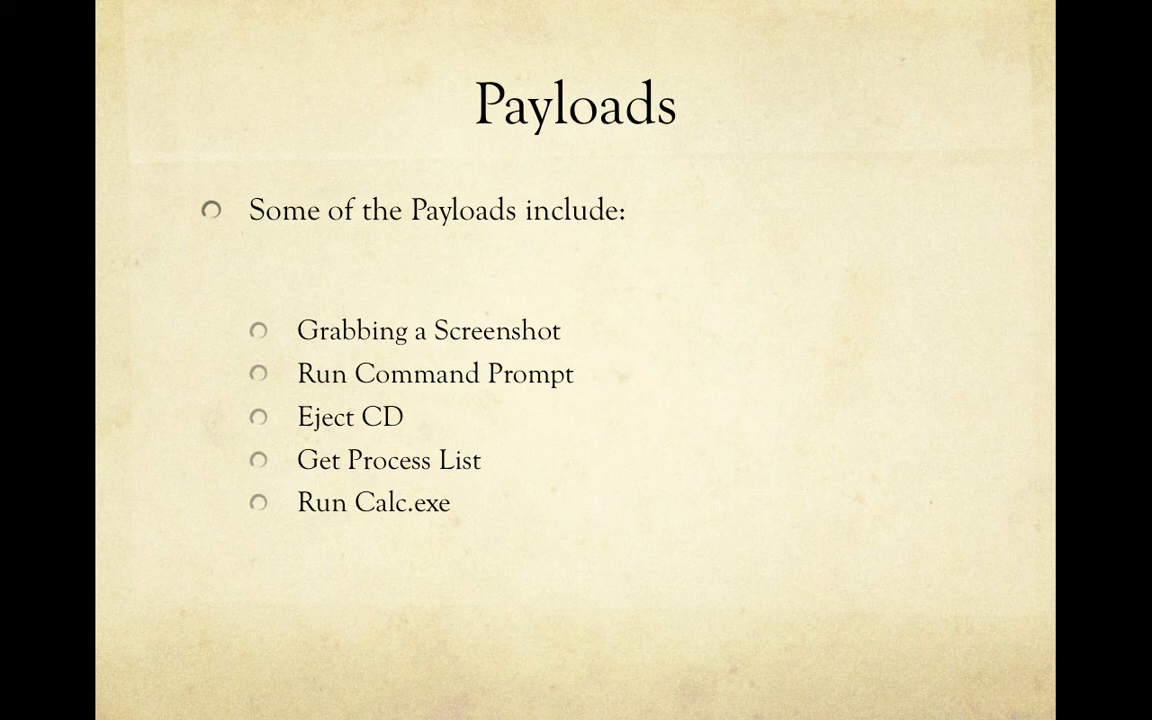 Payloads
Some of the Payloads include:
Grabbing a Screenshot
Run Command Prompt
Eject CD
Get Process List
Run Calc.exe